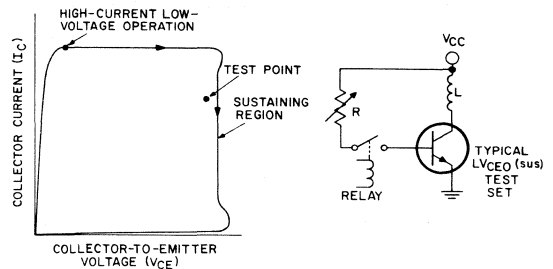 HIGH-CURRENT LOW-
VOLTAGE OPERATION
COLLECTOR CURRENT (IC)
TEST POINT
SUSTAINING
REGION
COLLECTOR-TO-EMITTER
VOLTAGE (VCE)
VCC
L
R
RELAY
TYPICAL
LVCEO (sus)
TEST
SET